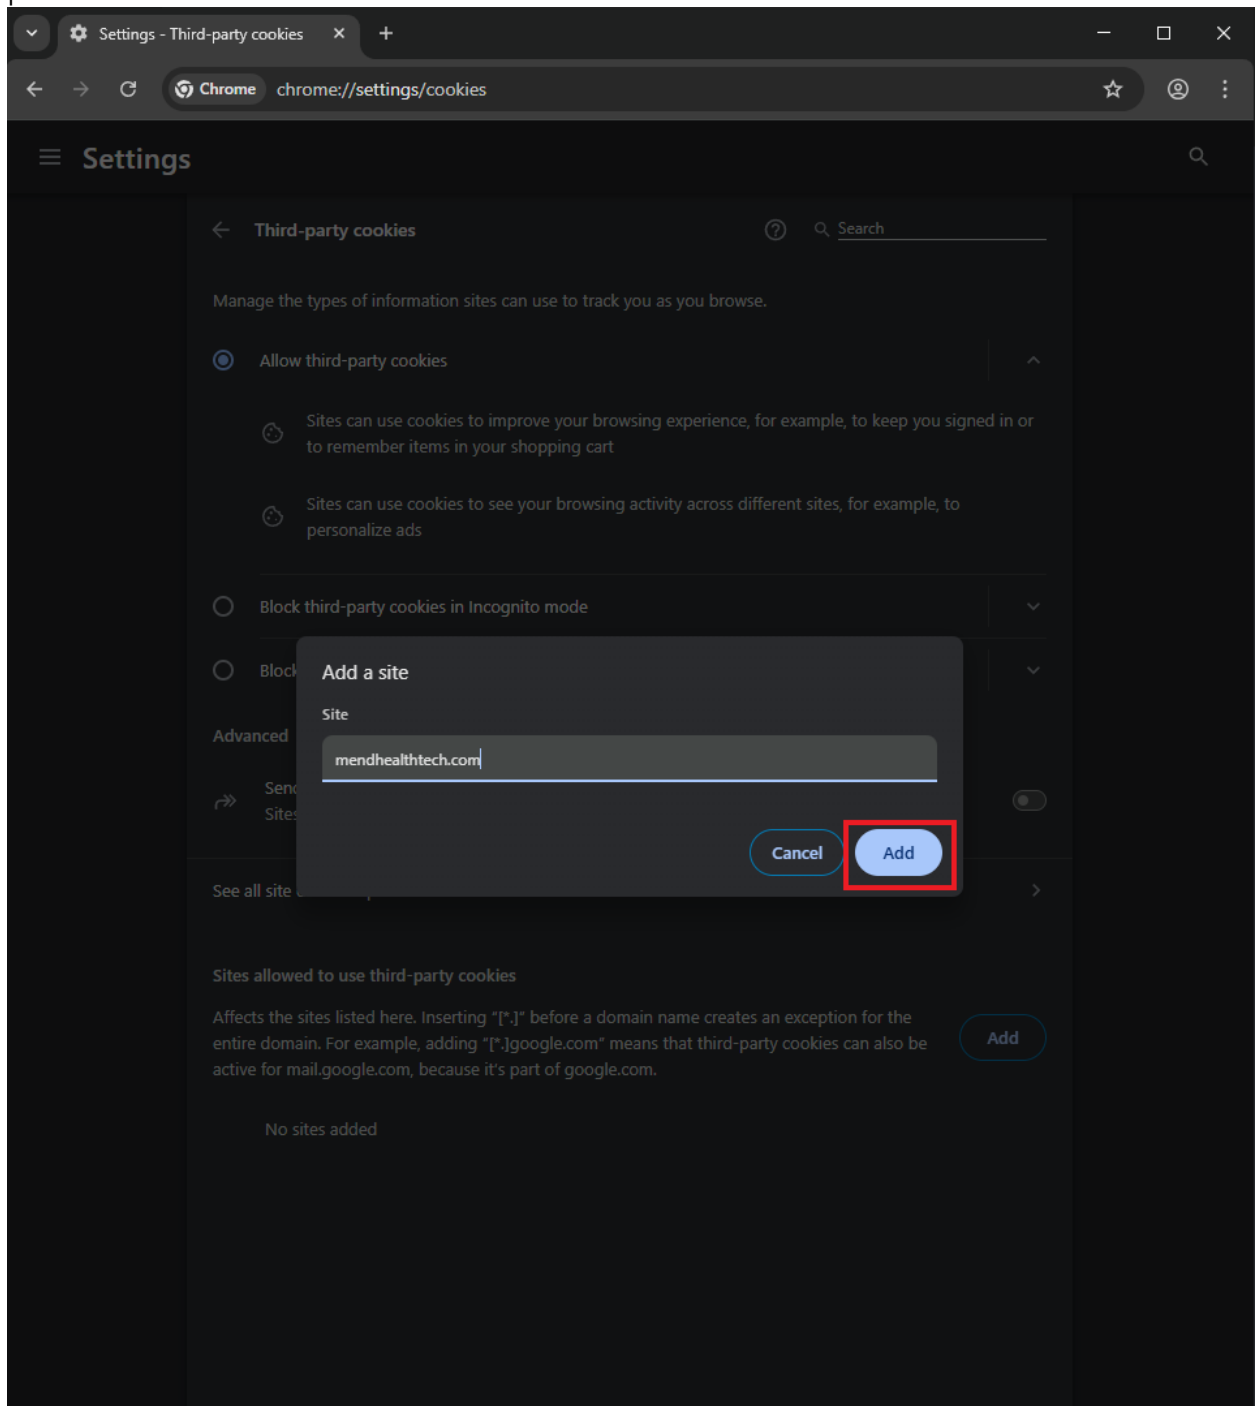 Settings - Third-party cookies
Chrome chrome://settings/cookies
Settings
Third-party cookies
Search
Manage the types of information sites can use to track you as you browse.
Allow third-party cookies
Sites can use cookies to improve your browsing experience, for example, to keep you signed in or
to remember items in your shopping cart
Sites can use cookies to see your browsing activity across different sites, for example, to
personalize ads
Block third-party cookies in Incognito mode
Block
Add a site
Site
mendhealthtech.com
Cancel
Add
Advanced
Send
Sites
See all site
Sites allowed to use third-party cookies
Affects the sites listed here. Inserting "[*.]" before a domain name creates an exception for the
entire domain. For example, adding "[*.]google.com" means that third-party cookies can also be
active for mail.google.com, because it's part of google.com.
Add
No sites added